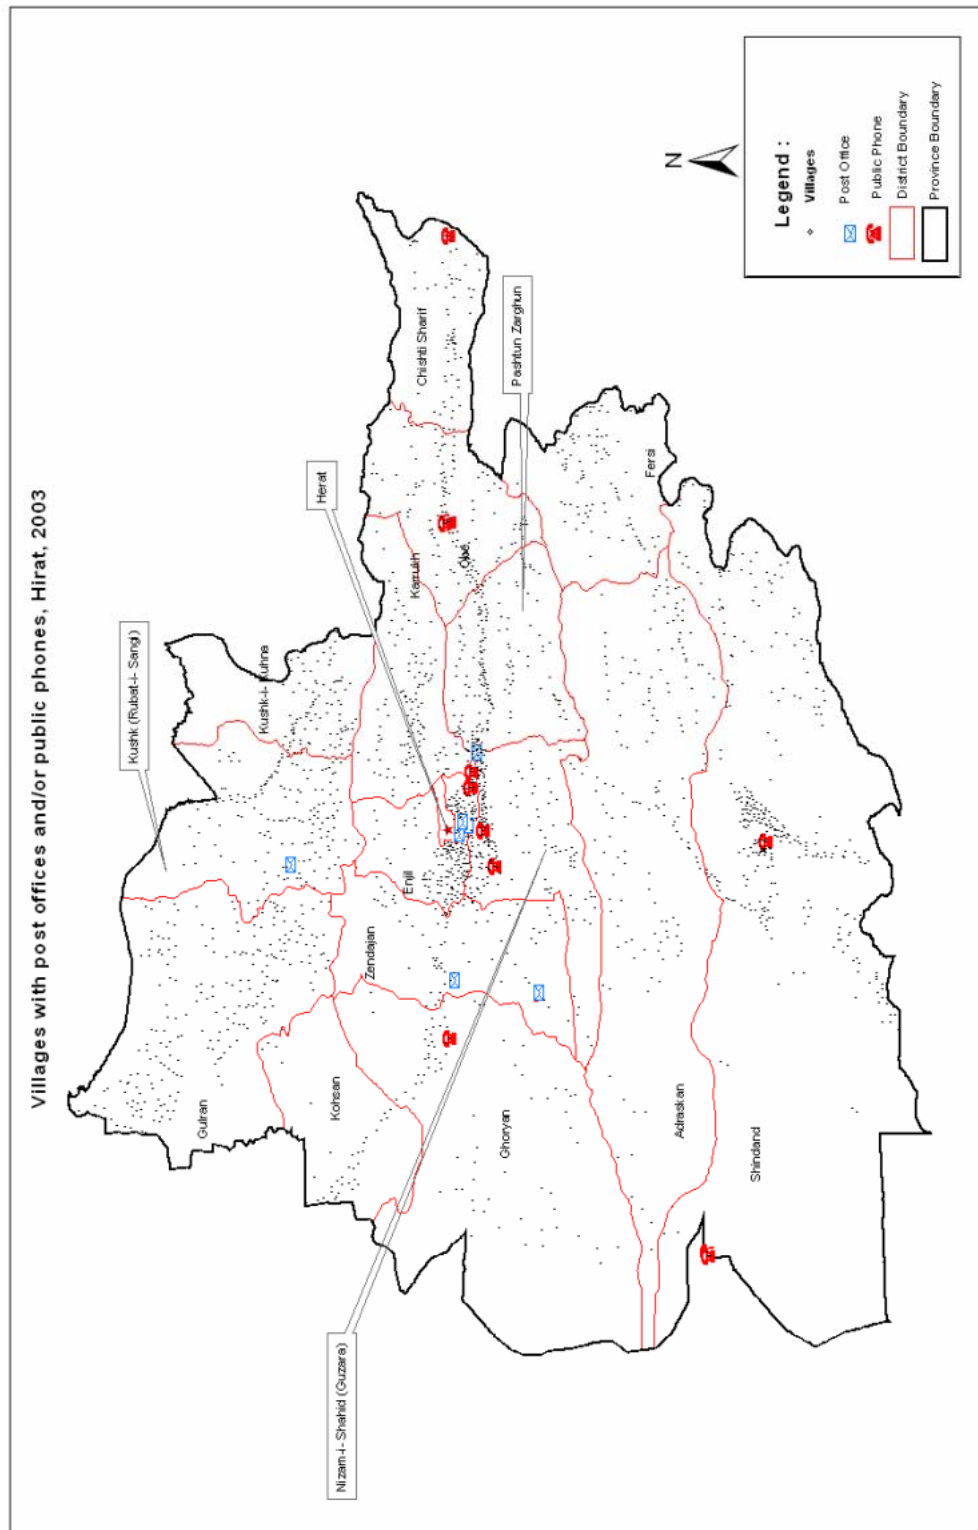 Villages with post offices and/or public phones, Hirat, 2003
Kushk (Rubat-i- Sangi)
Herat
Pashtun Zarghun
Nizam-i- Shahid (Guzara)
Gulran
Kushk-i- Kuhna
Kohsan
Zendajan
Enjil
Karrukh
Obe
Chishti Sharif
Ghoryan
Fersi
Adraskan
Shindand
N
Legend :
Villages
Post Office
Public Phone
District Boundary
Province Boundary